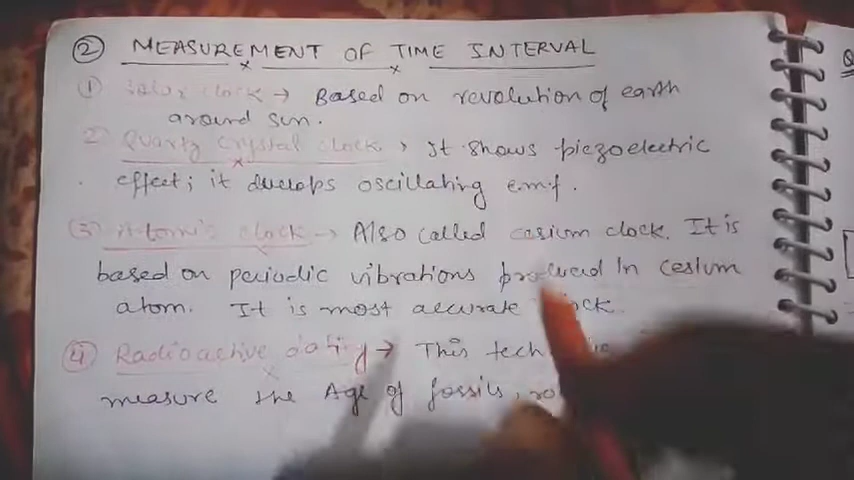 ② MEASUREMENT OF TIME INTERVAL
① Solar clock → Based on revolution of earth
around sun.
② Quartz crystal clock → It shows piezoelectric
effect; it develops oscillating e.m.f.
③ Atomic clock → Also called cesium clock. It is
based on periodic vibrations produced in cesium
atom. It is most accurate clock.
④ Radioactive dating → This
measure the Age of fossils,